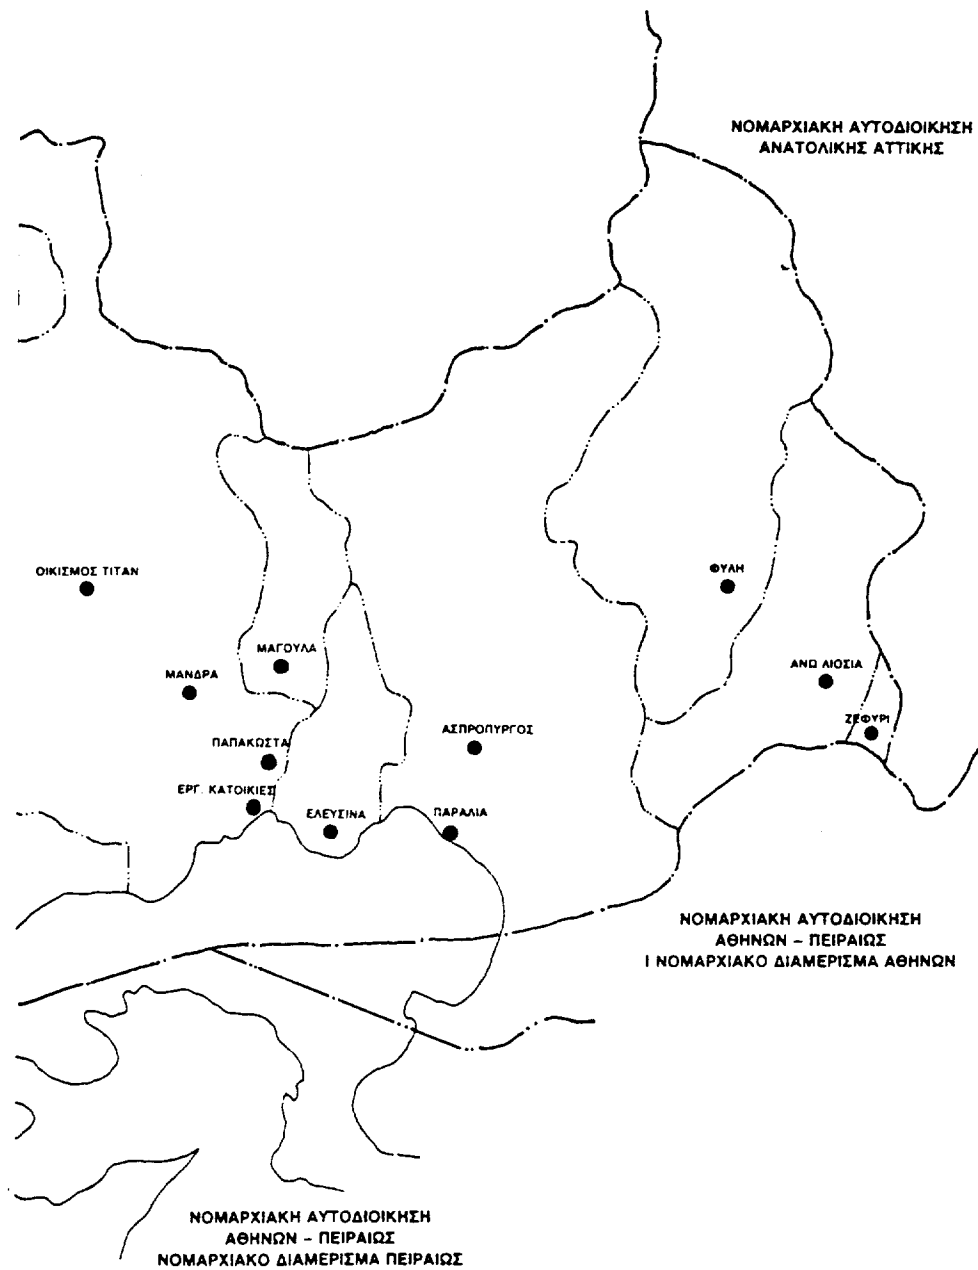 ΝΟΜΑΡΧΙΑΚΗ ΑΥΤΟΔΙΟΙΚΗΣΗ
ΑΝΑΤΟΛΙΚΗΣ ΑΤΤΙΚΗΣ
ΟΙΚΙΣΜΟΣ ΤΙΤΑΝ
ΦΥΛΗ
ΜΑΓΟΥΛΑ
ΑΝΩ ΛΙΟΣΙΑ
ΜΑΝΔΡΑ
ΖΕΦΥΡΙ
ΑΣΠΡΟΠΥΡΓΟΣ
ΠΑΠΑΚΩΣΤΑ
ΕΡΓ. ΚΑΤΟΙΚΙΕΣ
ΕΛΕΥΣΙΝΑ
ΠΑΡΑΛΙΑ
ΝΟΜΑΡΧΙΑΚΗ ΑΥΤΟΔΙΟΙΚΗΣΗ
ΑΘΗΝΩΝ – ΠΕΙΡΑΙΩΣ
Ι ΝΟΜΑΡΧΙΑΚΟ ΔΙΑΜΕΡΙΣΜΑ ΑΘΗΝΩΝ
ΝΟΜΑΡΧΙΑΚΗ ΑΥΤΟΔΙΟΙΚΗΣΗ
ΑΘΗΝΩΝ – ΠΕΙΡΑΙΩΣ
ΝΟΜΑΡΧΙΑΚΟ ΔΙΑΜΕΡΙΣΜΑ ΠΕΙΡΑΙΩΣ